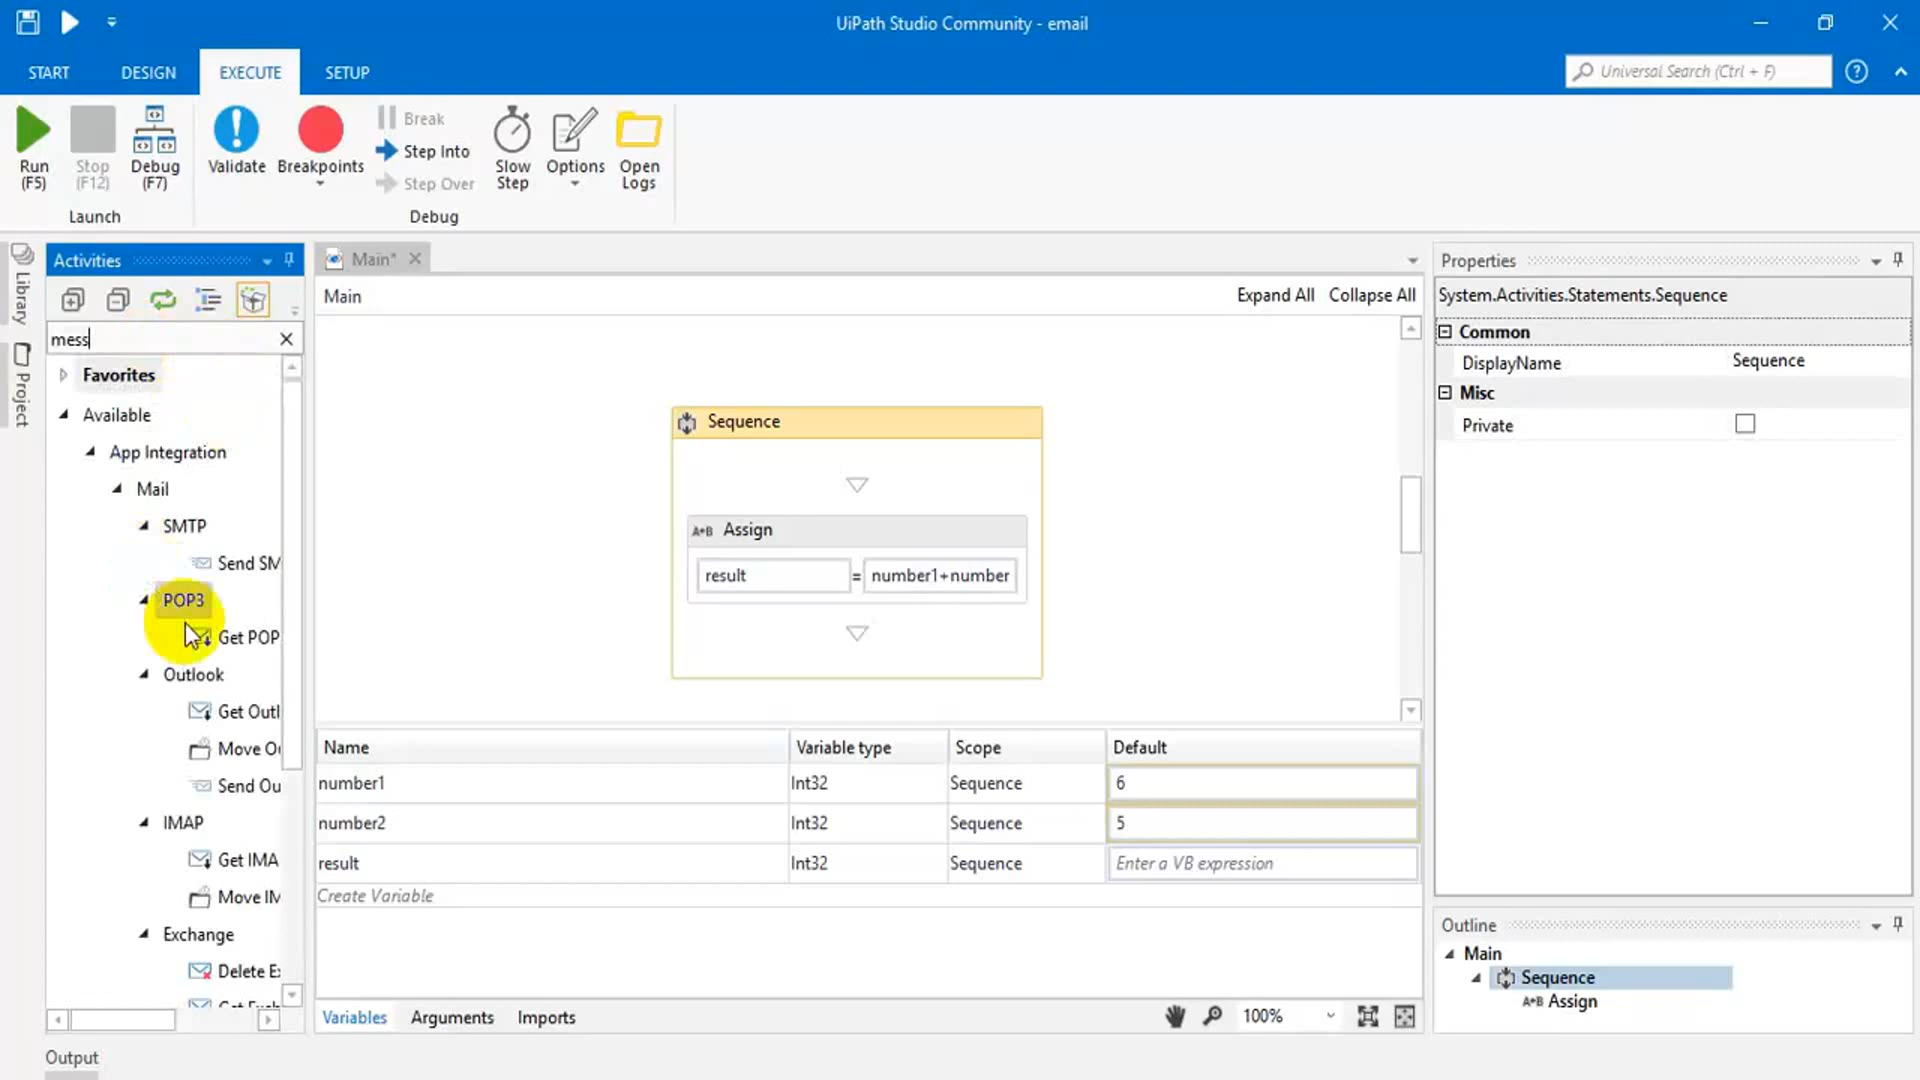 UiPath Studio Community - email
START DESIGN EXECUTE SETUP
Universal Search (Ctrl + F)
Run (F5)
Stop (F12)
Debug (F7)
Launch
Validate
Breakpoints
Break
Step Into
Step Over
Slow Step
Options
Open Logs
Debug
Library
Project
Activities
mess
Favorites
Available
App Integration
Mail
SMTP
Send SM
POP3
Get POP
Outlook
Get Outl
Move O
Send Ou
IMAP
Get IMA
Move IM
Exchange
Delete E
Main*
Main
Expand All Collapse All
Sequence
A+B Assign
result = number1+number
Name Variable type Scope Default
number1 Int32 Sequence 6
number2 Int32 Sequence 5
result Int32 Sequence Enter a VB expression
Create Variable
Variables Arguments Imports
100%
Properties
System.Activities.Statements.Sequence
Common
DisplayName Sequence
Misc
Private
Outline
Main
Sequence
A+B Assign
Output